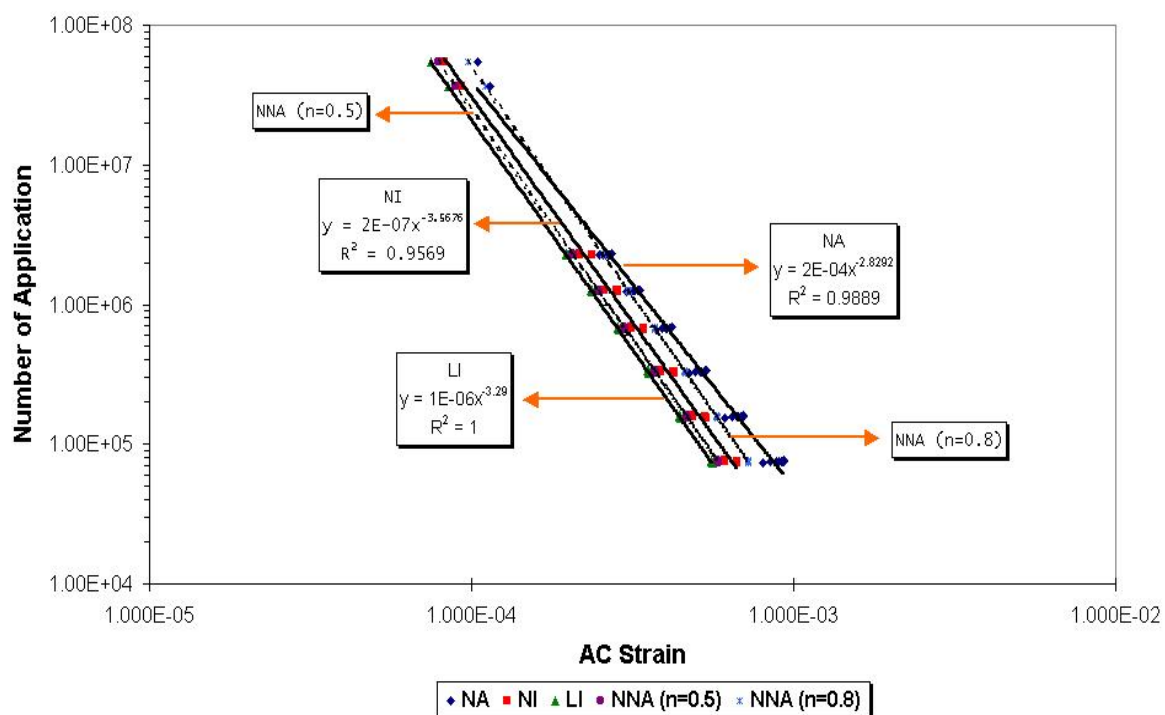 1.00E+08
1.00E+07
1.00E+06
1.00E+05
1.00E+04
Number of Application
NNA (n=0.5)
NI
y = 2E-07x^-3.5676
R² = 0.9569
NA
y = 2E-04x^-2.8292
R² = 0.9889
LI
y = 1E-06x^-3.29
R² = 1
NNA (n=0.8)
1.000E-05 1.000E-04 1.000E-03 1.000E-02
AC Strain
NA NI LI NNA (n=0.5) NNA (n=0.8)